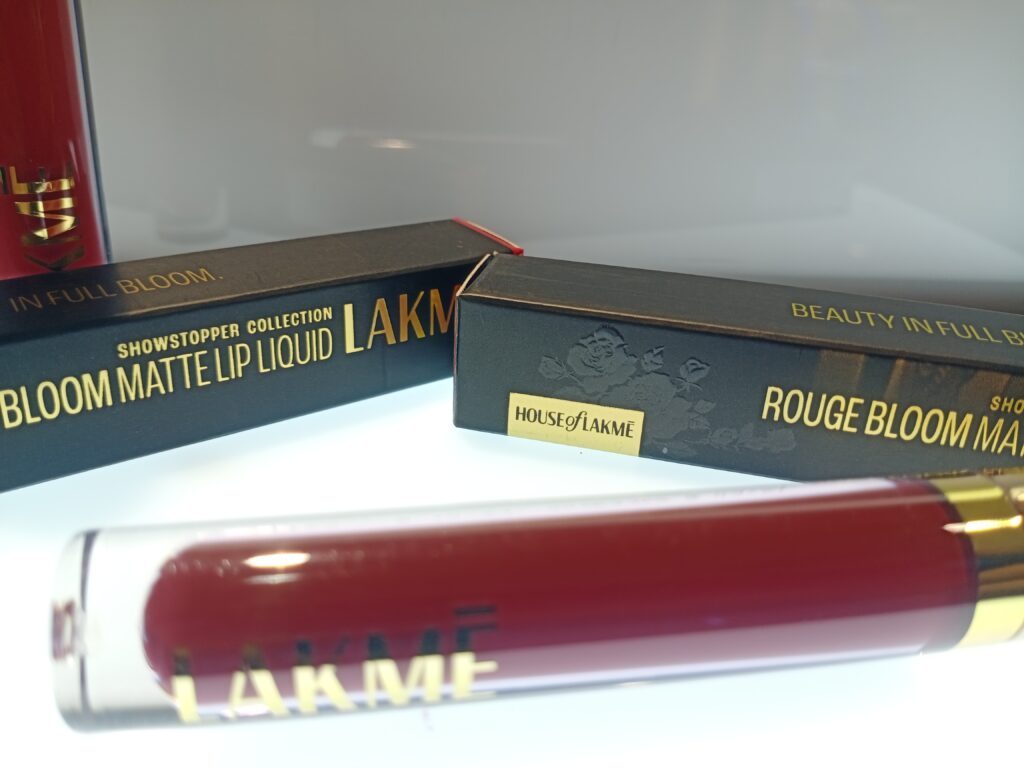 IN FULL BLOOM.
SHOWSTOPPER COLLECTION
BLOOM MATTE LIP LIQUID LAKM
BEAUTY IN FULL B
HOUSE of LAKMĒ
SHO
ROUGE BLOOM MA
LAKMĒ